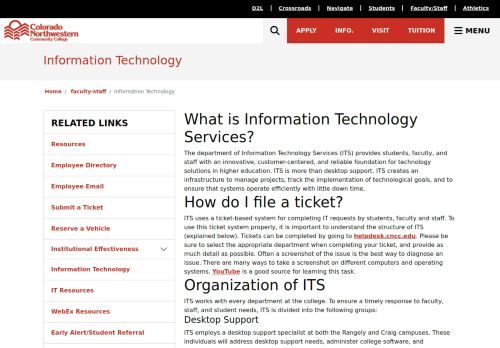 D2L | Crossroads | Navigate | Students | Faculty/Staff | Athletics
Colorado
Northwestern
Community College
APPLY INFO. VISIT TUITION MENU
Information Technology
Home / faculty-staff / Information Technology
RELATED LINKS
Resources
Employee Directory
Employee Email
Submit a Ticket
Reserve a Vehicle
Institutional Effectiveness
Information Technology
IT Resources
WebEx Resources
Early Alert/Student Referral
What is Information Technology
Services?
The department of Information Technology Services (ITS) provides students, faculty, and
staff with an innovative, customer-centered, and reliable foundation for technology
solutions in higher education. ITS is more than desktop support, ITS creates an
infrastructure to manage projects, track the implementation of technological goals, and to
ensure that systems operate efficiently with little down time.
How do I file a ticket?
ITS uses a ticket-based system for completing IT requests by students, faculty and staff. To
use this ticket system properly, it is important to understand the structure of ITS
(explained below). Tickets can be completed by going to helpdesk.cncc.edu. Please be
sure to select the appropriate department when completing your ticket, and provide as
much detail as possible. Often a screenshot of the issue is the best way to diagnose an
issue. There are many ways to take a screenshot on different computers and operating
systems. YouTube is a good source for learning this task.
Organization of ITS
ITS works with every department at the college. To ensure a timely response to faculty,
staff, and student needs, ITS is divided into the following groups:
Desktop Support
ITS employs a desktop support specialist at both the Rangely and Craig campuses. These
individuals will address desktop support needs, administer college software, and